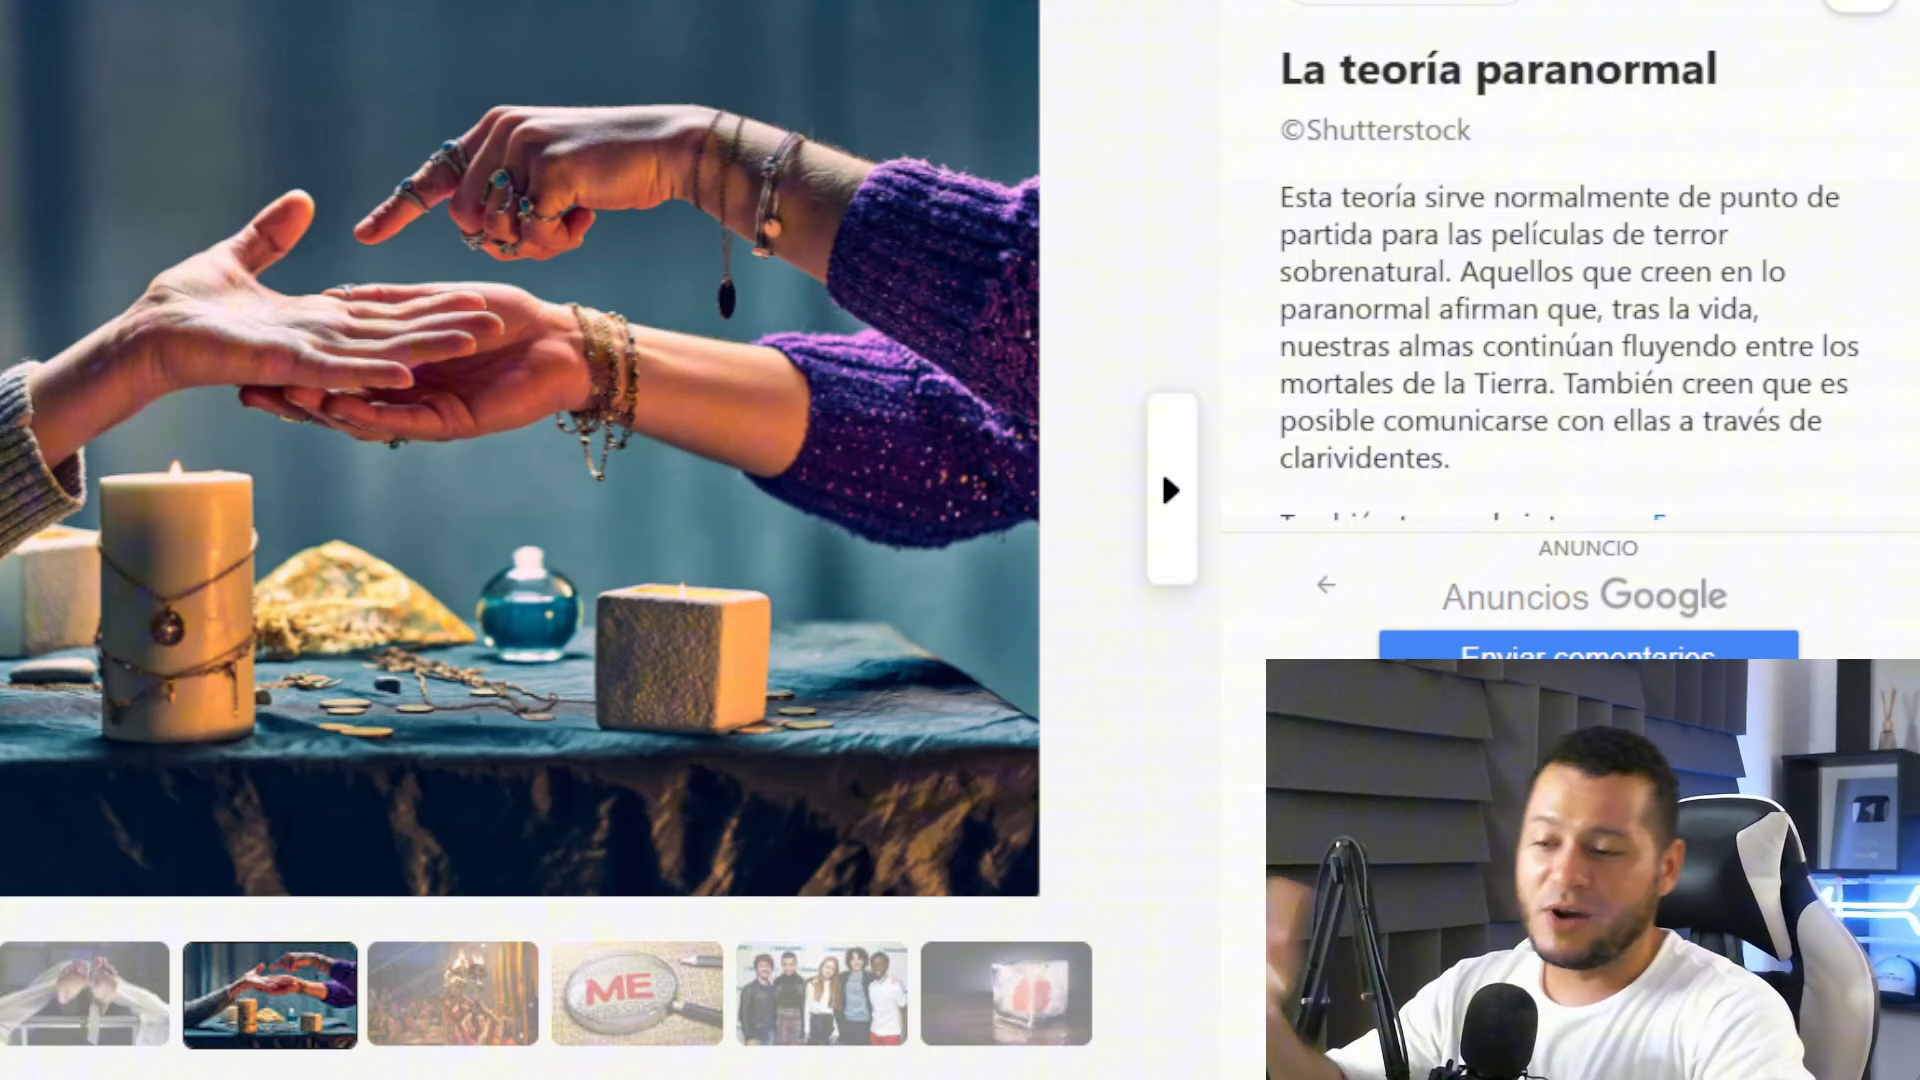 La teoría paranormal
©Shutterstock
Esta teoría sirve normalmente de punto de
partida para las películas de terror
sobrenatural. Aquellos que creen en lo
paranormal afirman que, tras la vida,
nuestras almas continúan fluyendo entre los
mortales de la Tierra. También creen que es
posible comunicarse con ellas a través de
clarividentes.
ANUNCIO
Anuncios Google
Enviar comentarios
ME